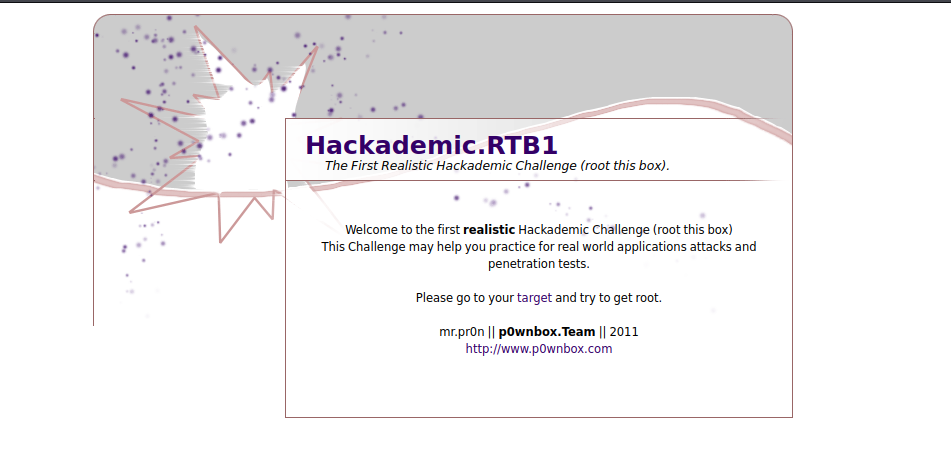 Hackademic.RTB1
The First Realistic Hackademic Challenge (root this box).
Welcome to the first realistic Hackademic Challenge (root this box)
This Challenge may help you practice for real world applications attacks and
penetration tests.
Please go to your target and try to get root.
mr.pr0n || p0wnbox.Team || 2011
http://www.p0wnbox.com